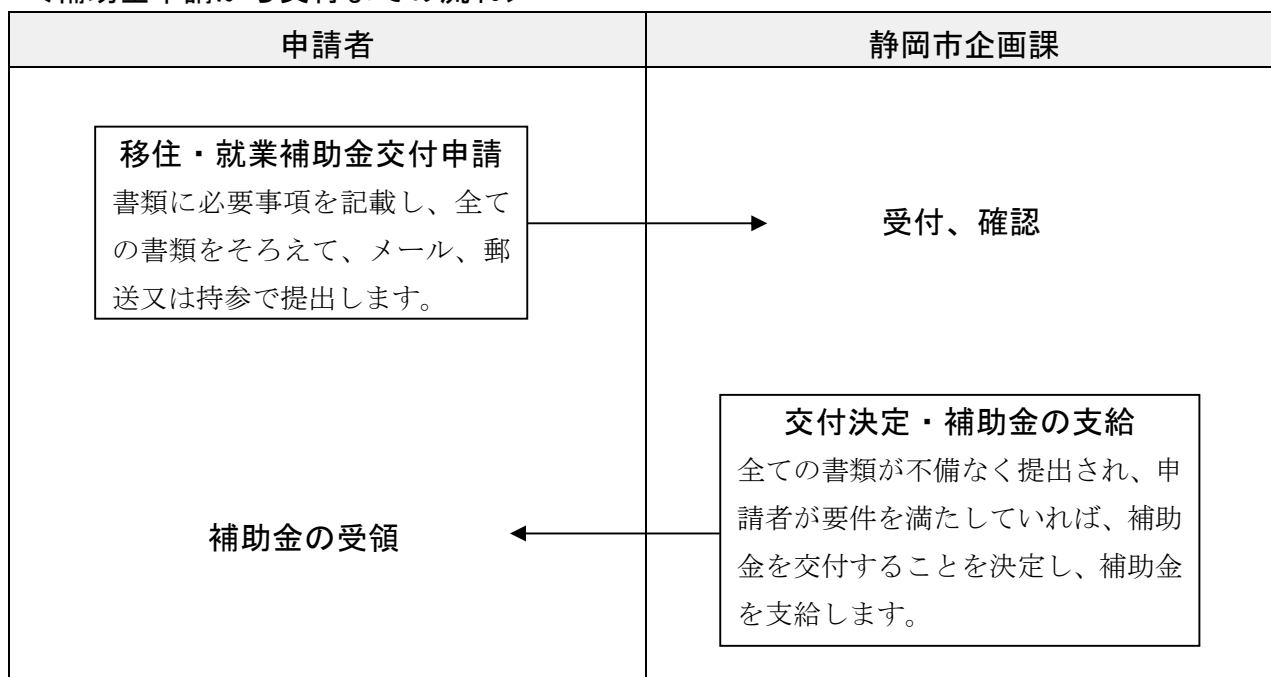 申請者
静岡市企画課
移住・就業補助金交付申請
書類に必要事項を記載し、全て
の書類をそろえて、メール、郵
送又は持参で提出します。
受付、確認
交付決定・補助金の支給
全ての書類が不備なく提出され、申
請者が要件を満たしていれば、補助
金を交付することを決定し、補助金
を支給します。
補助金の受領